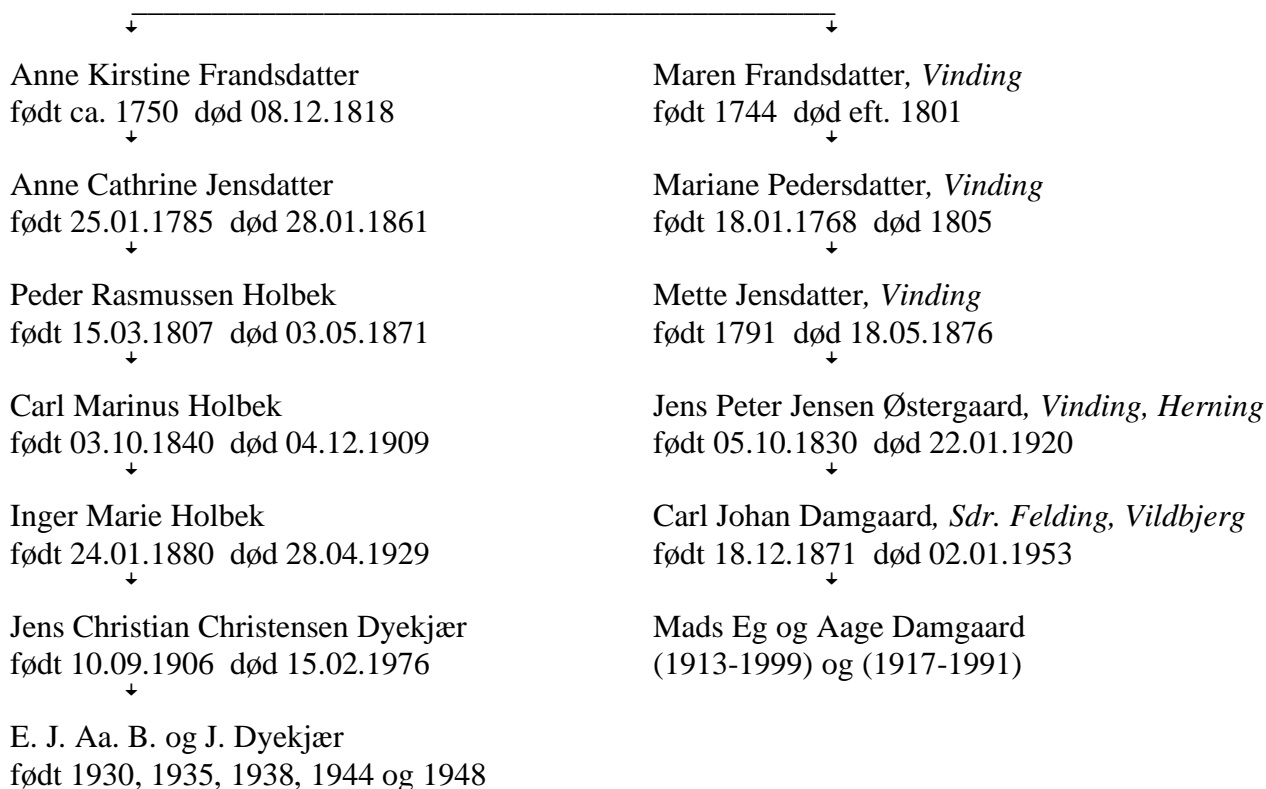 Anne Kirstine Frandsdatter
født ca. 1750 død 08.12.1818
Anne Cathrine Jensdatter
født 25.01.1785 død 28.01.1861
Peder Rasmussen Holbek
født 15.03.1807 død 03.05.1871
Carl Marinus Holbek
født 03.10.1840 død 04.12.1909
Inger Marie Holbek
født 24.01.1880 død 28.04.1929
Jens Christian Christensen Dyekjær
født 10.09.1906 død 15.02.1976
E. J. Aa. B. og J. Dyekjær
født 1930, 1935, 1938, 1944 og 1948
Maren Frandsdatter, Vinding
født 1744 død eft. 1801
Mariane Pedersdatter, Vinding
født 18.01.1768 død 1805
Mette Jensdatter, Vinding
født 1791 død 18.05.1876
Jens Peter Jensen Østergaard, Vinding, Herning
født 05.10.1830 død 22.01.1920
Carl Johan Damgaard, Sdr. Felding, Vildbjerg
født 18.12.1871 død 02.01.1953
Mads Eg og Aage Damgaard
(1913-1999) og (1917-1991)